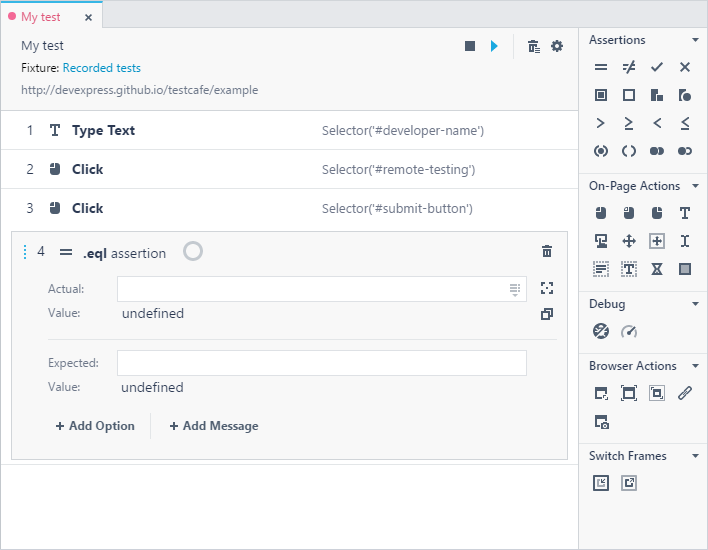 My test
My test
Fixture: Recorded tests
http://devexpress.github.io/testcafe/example
1 Type Text Selector('#developer-name')
2 Click Selector('#remote-testing')
3 Click Selector('#submit-button')
4 .eql assertion
Actual:
Value: undefined
Expected:
Value: undefined
+ Add Option + Add Message
Assertions
On-Page Actions
Debug
Browser Actions
Switch Frames